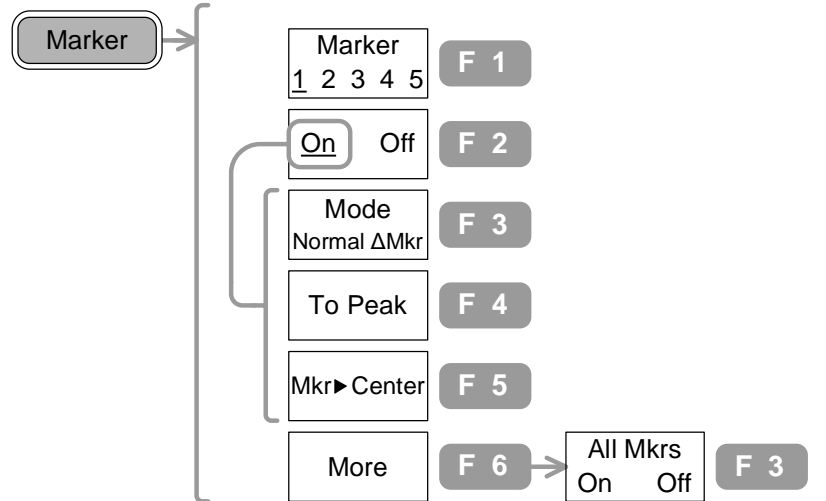 Marker
Marker
1 2 3 4 5
F 1
On Off
F 2
Mode
Normal ΔMkr
F 3
To Peak
F 4
Mkr▶Center
F 5
More
F 6
All Mkrs
On Off
F 3